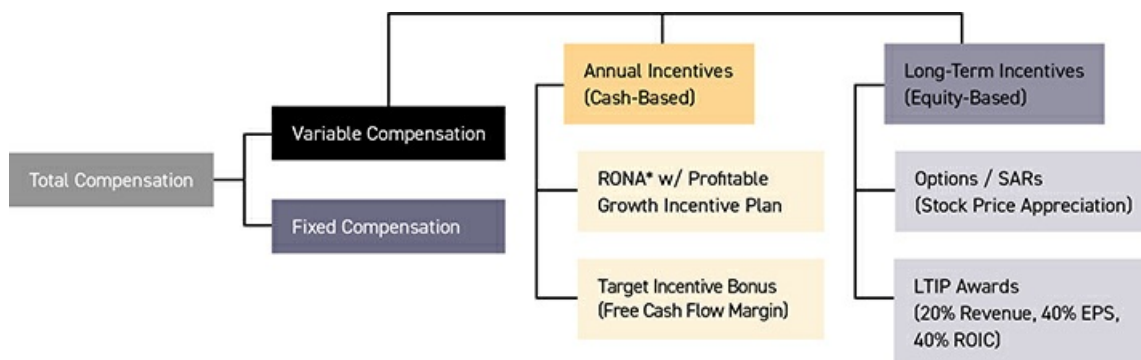 Total Compensation
Variable Compensation
Fixed Compensation
Annual Incentives
(Cash-Based)
RONA* w/ Profitable
Growth Incentive Plan
Target Incentive Bonus
(Free Cash Flow Margin)
Long-Term Incentives
(Equity-Based)
Options / SARs
(Stock Price Appreciation)
LTIP Awards
(20% Revenue, 40% EPS,
40% ROIC)